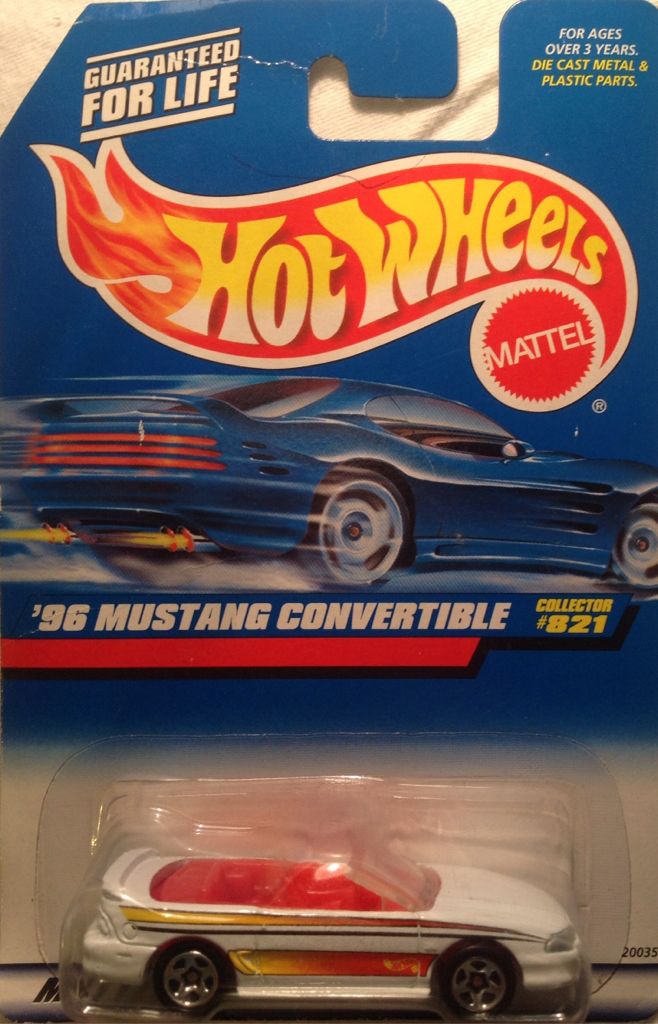 GUARANTEED
FOR LIFE
FOR AGES
OVER 3 YEARS.
DIE CAST METAL &
PLASTIC PARTS.
HOT WHEELS
MATTEL
®
'96 MUSTANG CONVERTIBLE
COLLECTOR
#821
20035